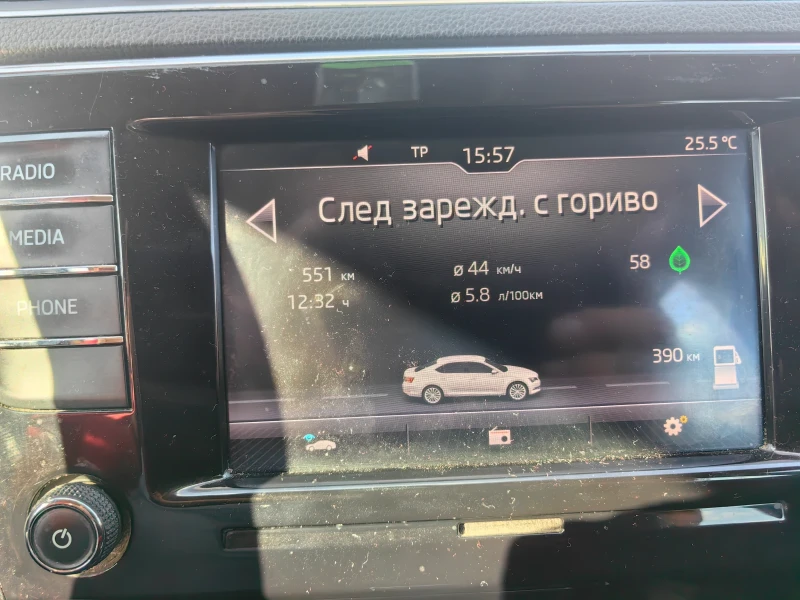 RADIO
MEDIA
PHONE
TP 15:57 25.5 °C
След зарежд. с гориво
551 км ø 44 км/ч 58
12:32 ч ø 5.8 л/100км
390 км